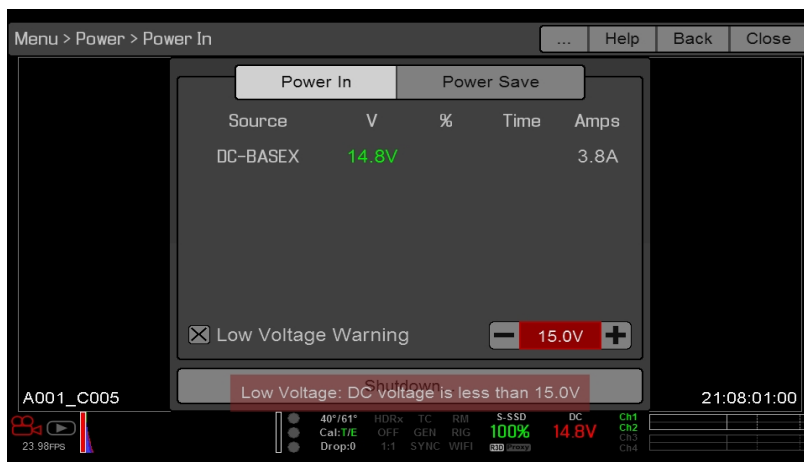 Menu > Power > Power In ... Help Back Close
Power In Power Save
Source V % Time Amps
DC-BASEX 14.8V 3.8A
Low Voltage Warning 15.0V
Shutdown
Low Voltage: DC voltage is less than 15.0V
A001_C005 21:08:01:00
40°/61° HDRx TC RM S-SSD DC Ch1
Cal:T/E OFF GEN RIG 100% 14.8V Ch2
23.98FPS Drop:0 1:1 SYNC WIFI R3D Proxy Ch3
Ch4